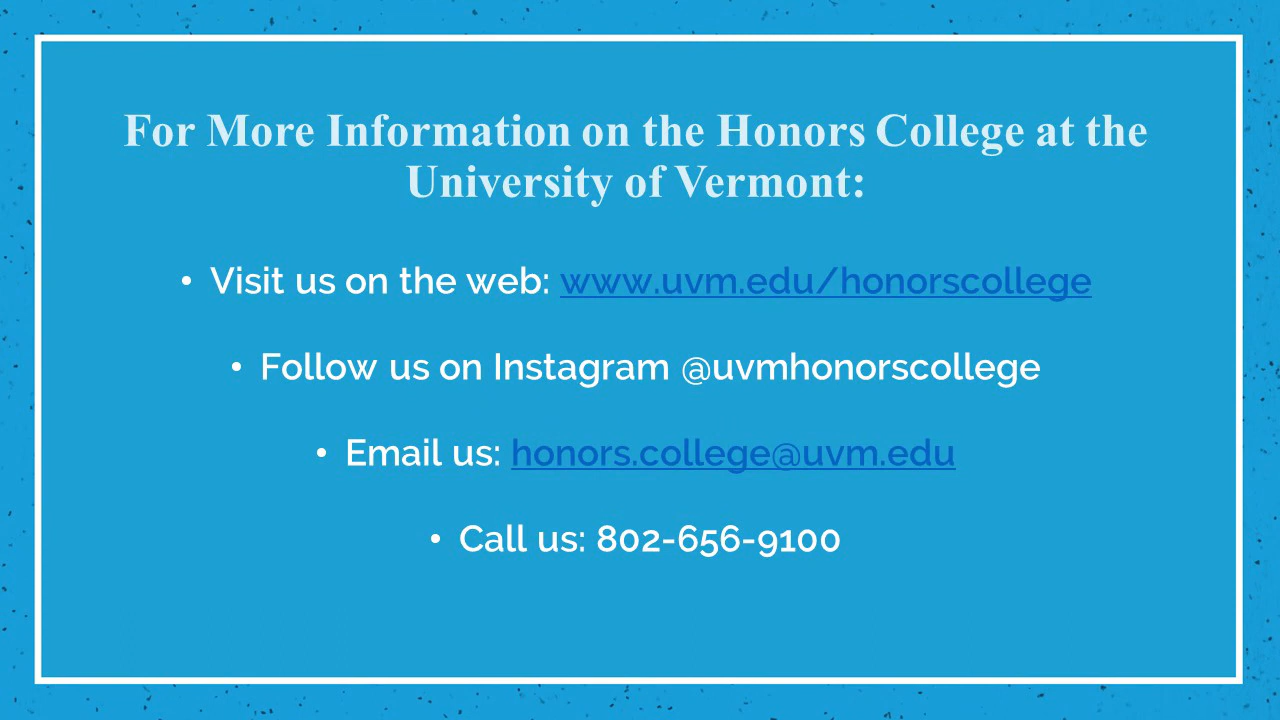 For More Information on the Honors College at the
University of Vermont:
• Visit us on the web: www.uvm.edu/honorscollege
• Follow us on Instagram @uvmhonorscollege
• Email us: honors.college@uvm.edu
• Call us: 802-656-9100